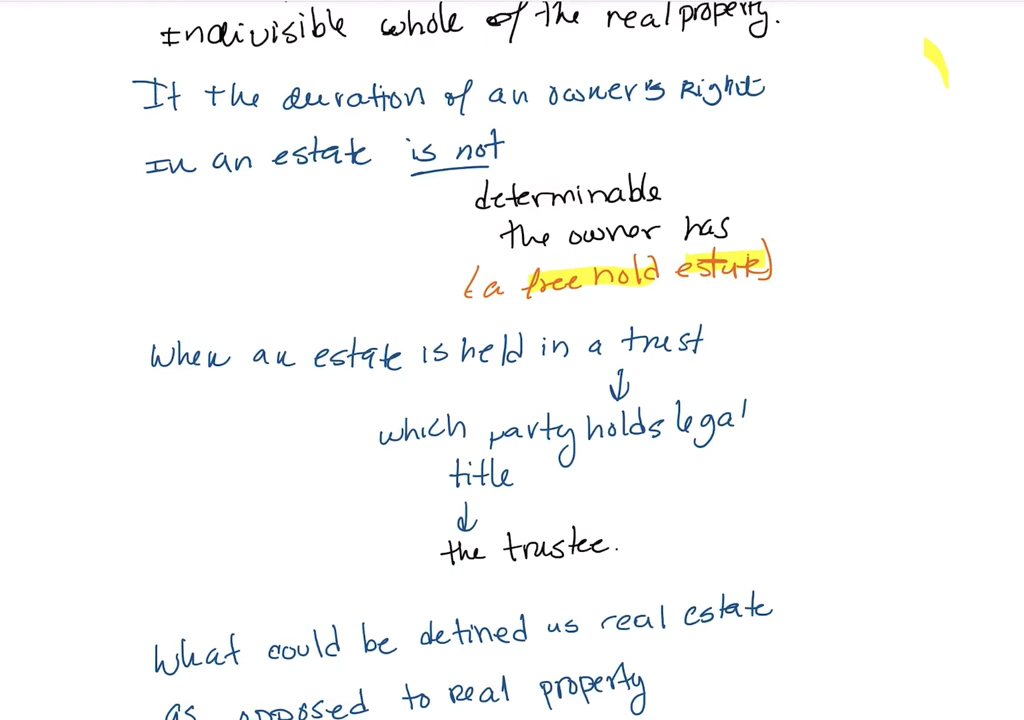 Indivisible whole of the real property.
If the duration of an owner's Right
In an estate is not
determinable
the owner has
(a free hold estate)
When an estate is held in a trust
↓
which party holds legal
title
↓
the trustee.
What could be defined as real estate
as opposed to real property